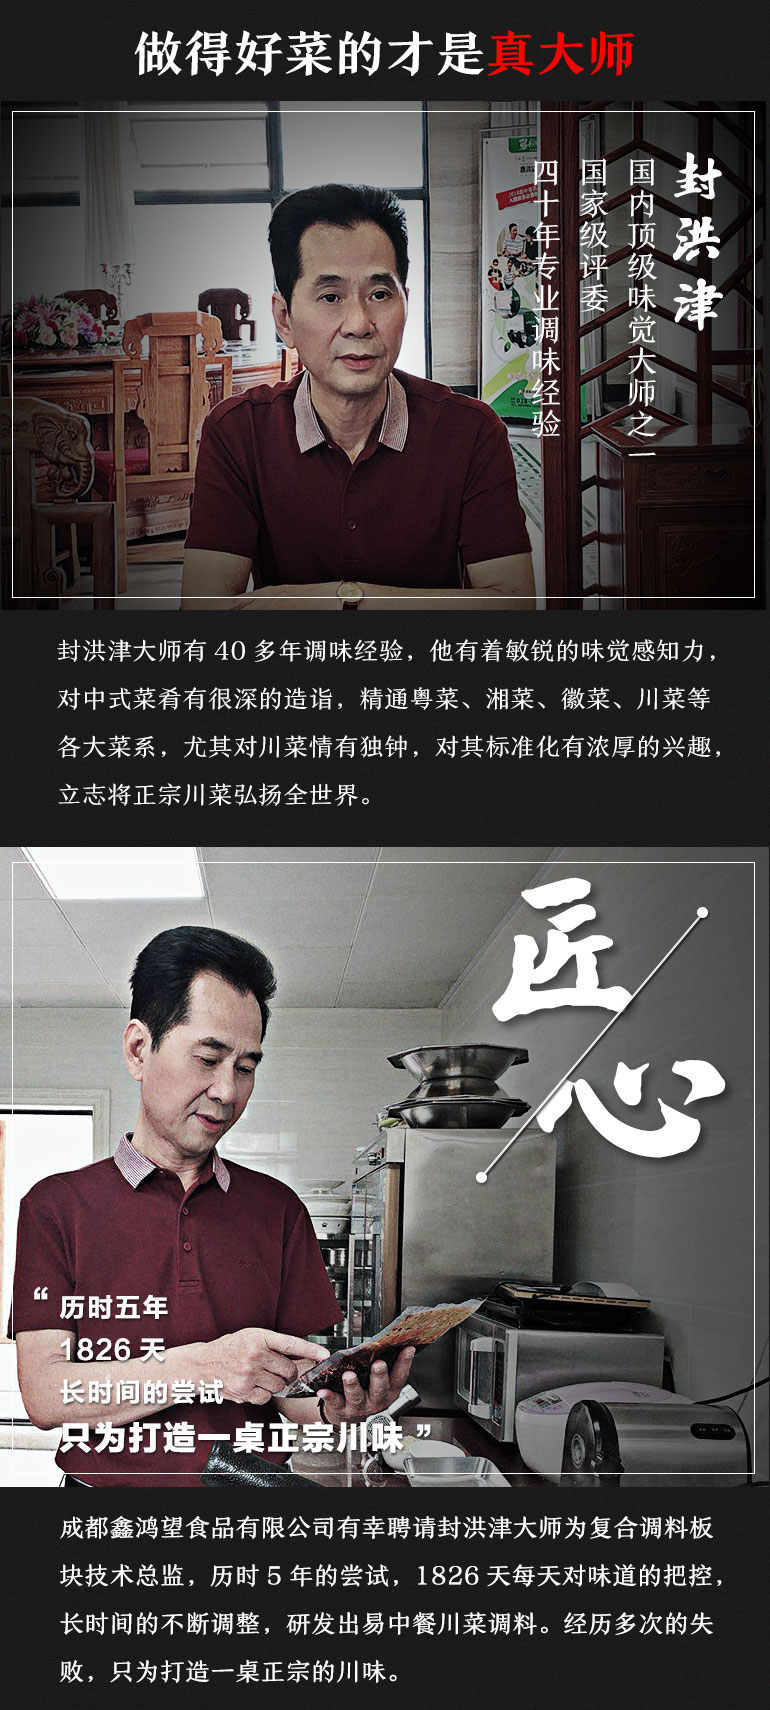 做得好菜的才是真大师
封洪津
国内顶级味觉大师之一
国家级评委
四十年专业调味经验
封洪津大师有 40 多年调味经验，他有着敏锐的味觉感知力，
对中式菜肴有很深的造诣，精通粤菜、湘菜、徽菜、川菜等
各大菜系，尤其对川菜情有独钟，对其标准化有浓厚的兴趣，
立志将正宗川菜弘扬全世界。
匠心
“历时五年
1826 天
长时间的尝试
只为打造一桌正宗川味”
成都鑫鸿望食品有限公司有幸聘请封洪津大师为复合调料板
块技术总监，历时 5 年的尝试，1826 天每天对味道的把控，
长时间的不断调整，研发出易中餐川菜调料。经历多次的失
败，只为打造一桌正宗的川味。